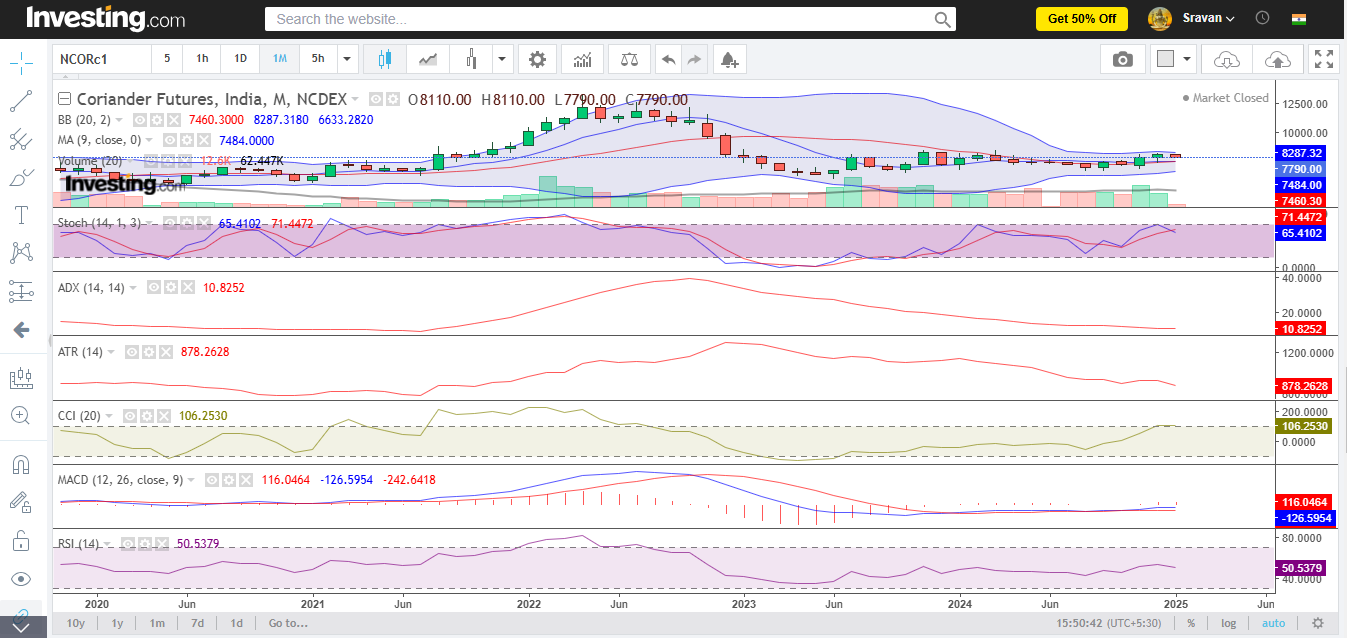 Investing.com
Search the website...
Get 50% Off
Sravan
NCORc1 5 1h 1D 1M 5h
Coriander Futures, India, M, NCDEX O8110.00 H8110.00 L7790.00 C7790.00
Market Closed
BB (20, 2) 7460.3000 8287.3180 6633.2820
MA (9, close, 0) 7484.0000
Volume (20) 12.6K 62.447K
Investing.com
12500.00
10000.00
8287.32
7790.00
7484.00
7460.30
Stoch (14, 1, 3) 65.4102 71.4472
71.4472
65.4102
0.0000
ADX (14, 14) 10.8252
40.0000
20.0000
10.8252
ATR (14) 878.2628
1200.0000
878.2628
CCI (20) 106.2530
200.0000
106.2530
0.0000
MACD (12, 26, close, 9) 116.0464 -126.5954 -242.6418
116.0464
-126.5954
RSI (14) 50.5379
80.0000
50.5379
40.0000
2020 Jun 2021 Jun 2022 Jun 2023 Jun 2024 Jun 2025 Jun
10y 1y 1m 7d 1d Go to... 15:50:42 (UTC+5:30) % log auto